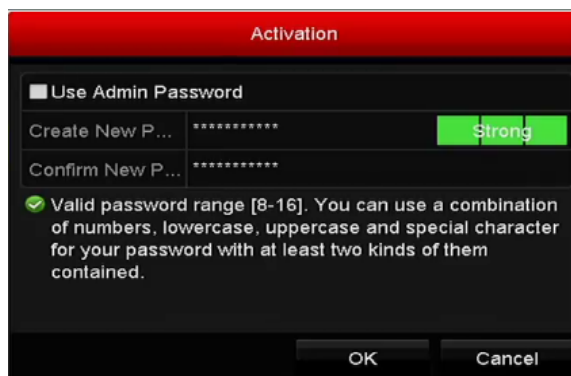 Activation
Use Admin Password
Create New P... *********** Strong
Confirm New P... ***********
Valid password range [8-16]. You can use a combination
of numbers, lowercase, uppercase and special character
for your password with at least two kinds of them
contained.
OK Cancel